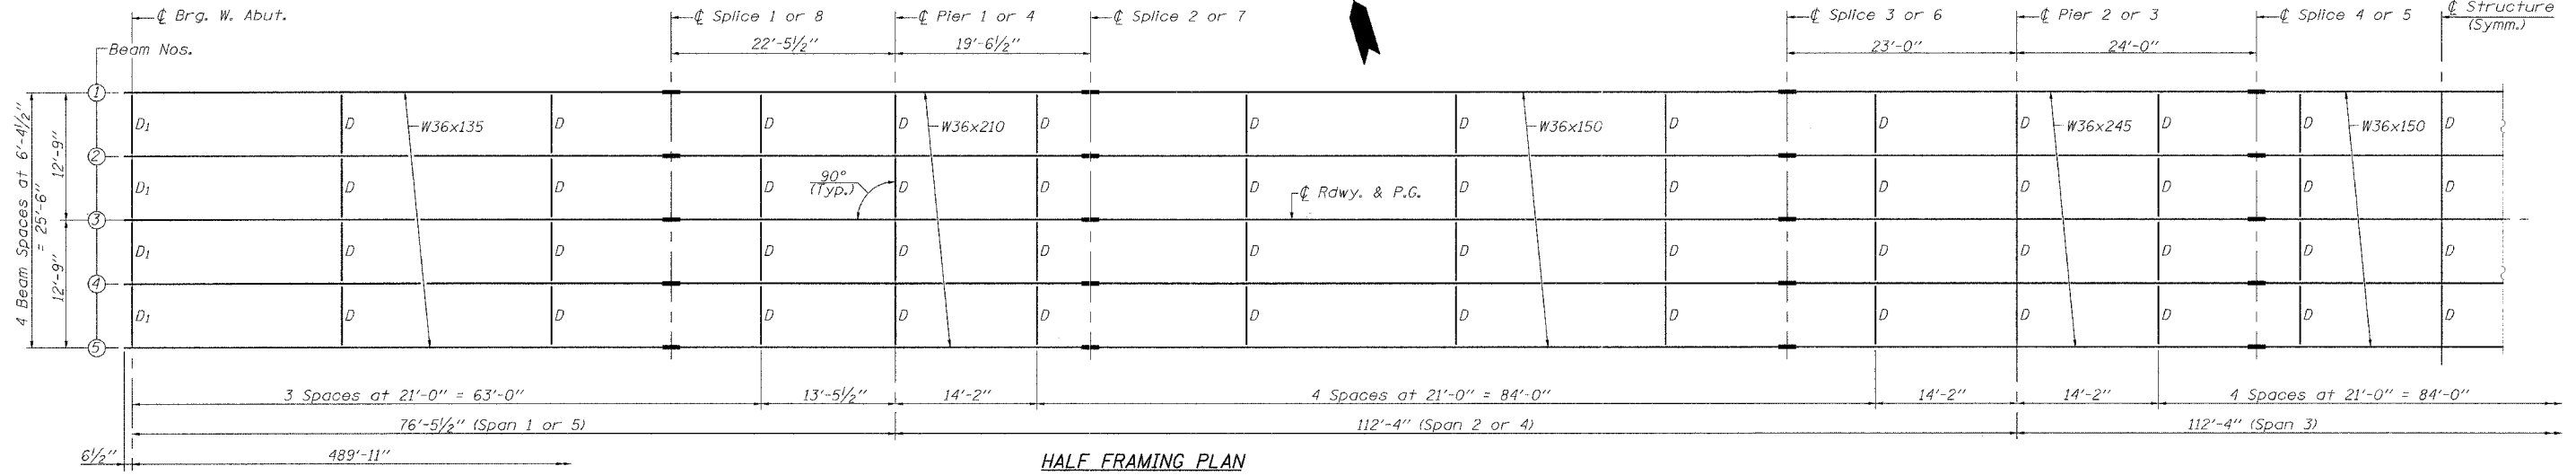 ℄ Brg. W. Abut.
℄ Splice 1 or 8
℄ Pier 1 or 4
℄ Splice 2 or 7
℄ Splice 3 or 6
℄ Pier 2 or 3
℄ Splice 4 or 5
℄ Structure
(Symm.)
Beam Nos.
22'-5½"
19'-6½"
23'-0"
24'-0"
4 Beam Spaces at 6'-4½"
= 25'-6"
12'-9"
12'-9"
1
D1
D
W36x135
D
D
D
W36x210
D
D
D
W36x150
D
D
D
W36x245
D
D
W36x150
D
2
D1
D
D
D
90°
(Typ.)
D
D
D
℄ Rdwy. & P.G.
D
D
D
D
D
D
D
3
D1
D
D
D
D
D
D
D
D
D
D
D
D
D
4
D1
D
D
D
D
D
D
D
D
D
D
D
D
D
5
3 Spaces at 21'-0" = 63'-0"
13'-5½"
14'-2"
4 Spaces at 21'-0" = 84'-0"
14'-2"
14'-2"
4 Spaces at 21'-0" = 84'-0"
76'-5½" (Span 1 or 5)
112'-4" (Span 2 or 4)
112'-4" (Span 3)
6½"
489'-11"
HALF FRAMING PLAN